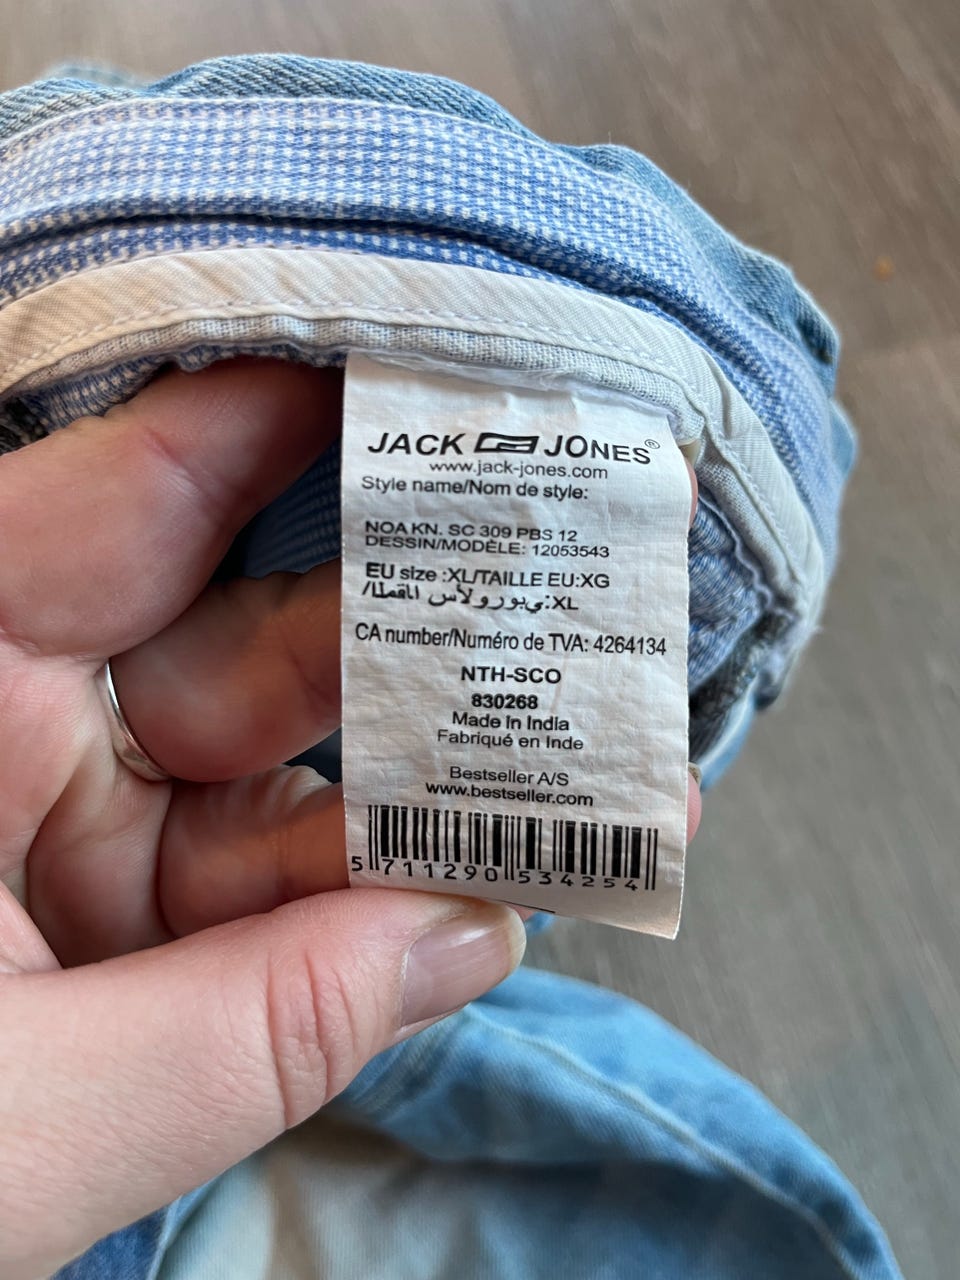 JACK JONES®
www.jack-jones.com
Style name/Nom de style:
NOA KN. SC 309 PBS 12
DESSIN/MODÈLE: 12053543
EU size :XL/TAILLE EU:XG
/يبورولأس اتاقملا:XL
CA number/Numéro de TVA: 4264134
NTH-SCO
830268
Made in India
Fabriqué en Inde
Bestseller A/S
www.bestseller.com
5 711290 534254